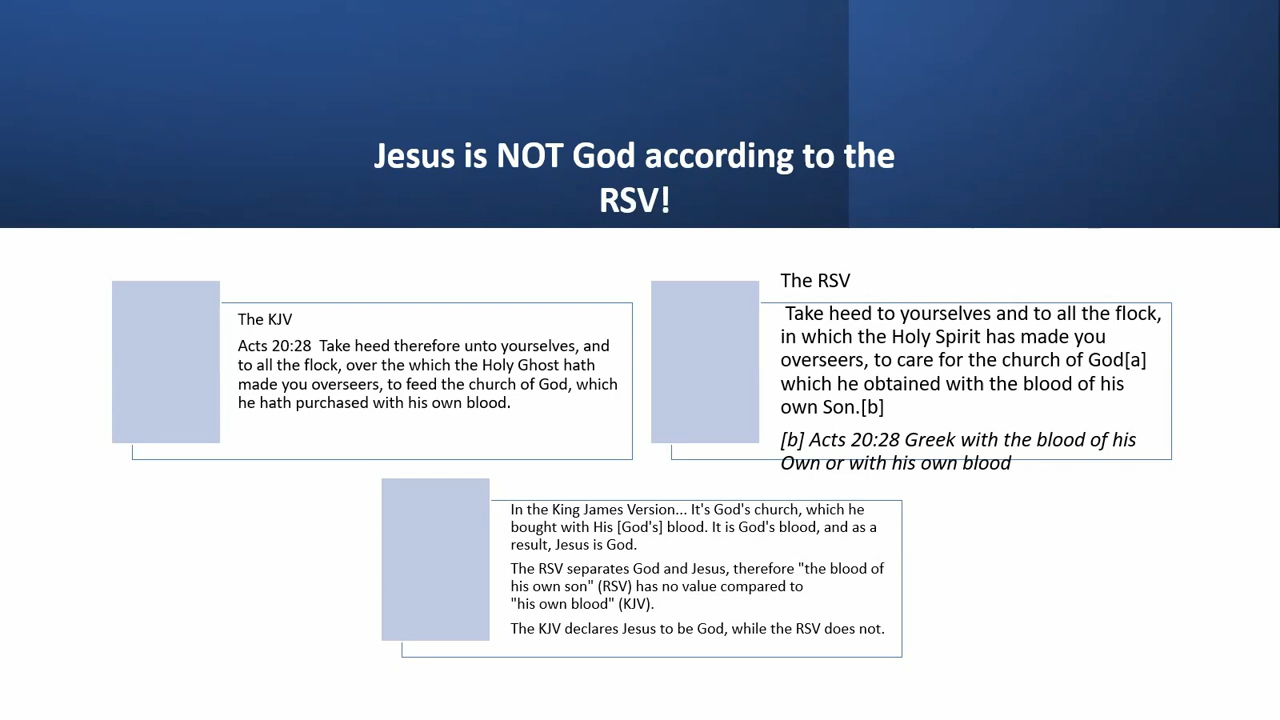 Jesus is NOT God according to the
RSV!
The KJV
Acts 20:28  Take heed therefore unto yourselves, and
to all the flock, over the which the Holy Ghost hath
made you overseers, to feed the church of God, which
he hath purchased with his own blood.
The RSV
Take heed to yourselves and to all the flock,
in which the Holy Spirit has made you
overseers, to care for the church of God[a]
which he obtained with the blood of his
own Son.[b]
[b] Acts 20:28 Greek with the blood of his
Own or with his own blood
In the King James Version... It's God's church, which he
bought with His [God's] blood. It is God's blood, and as a
result, Jesus is God.
The RSV separates God and Jesus, therefore "the blood of
his own son" (RSV) has no value compared to
"his own blood" (KJV).
The KJV declares Jesus to be God, while the RSV does not.